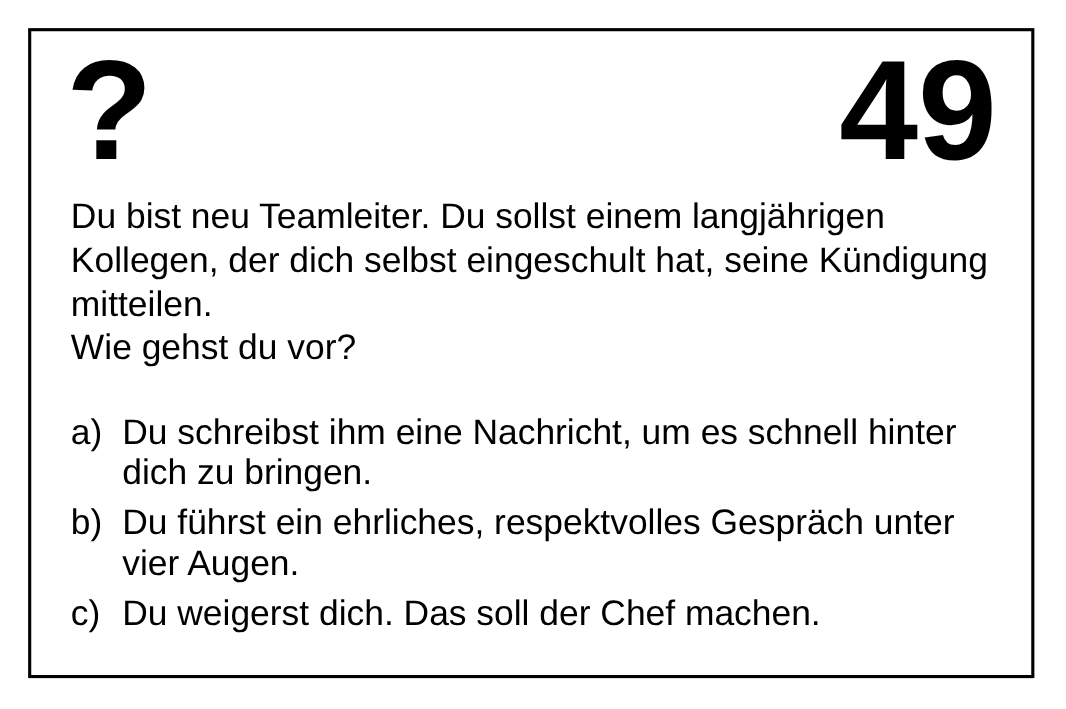 ? 49
Du bist neu Teamleiter. Du sollst einem langjährigen
Kollegen, der dich selbst eingeschult hat, seine Kündigung
mitteilen.
Wie gehst du vor?
a) Du schreibst ihm eine Nachricht, um es schnell hinter
dich zu bringen.
b) Du führst ein ehrliches, respektvolles Gespräch unter
vier Augen.
c) Du weigerst dich. Das soll der Chef machen.